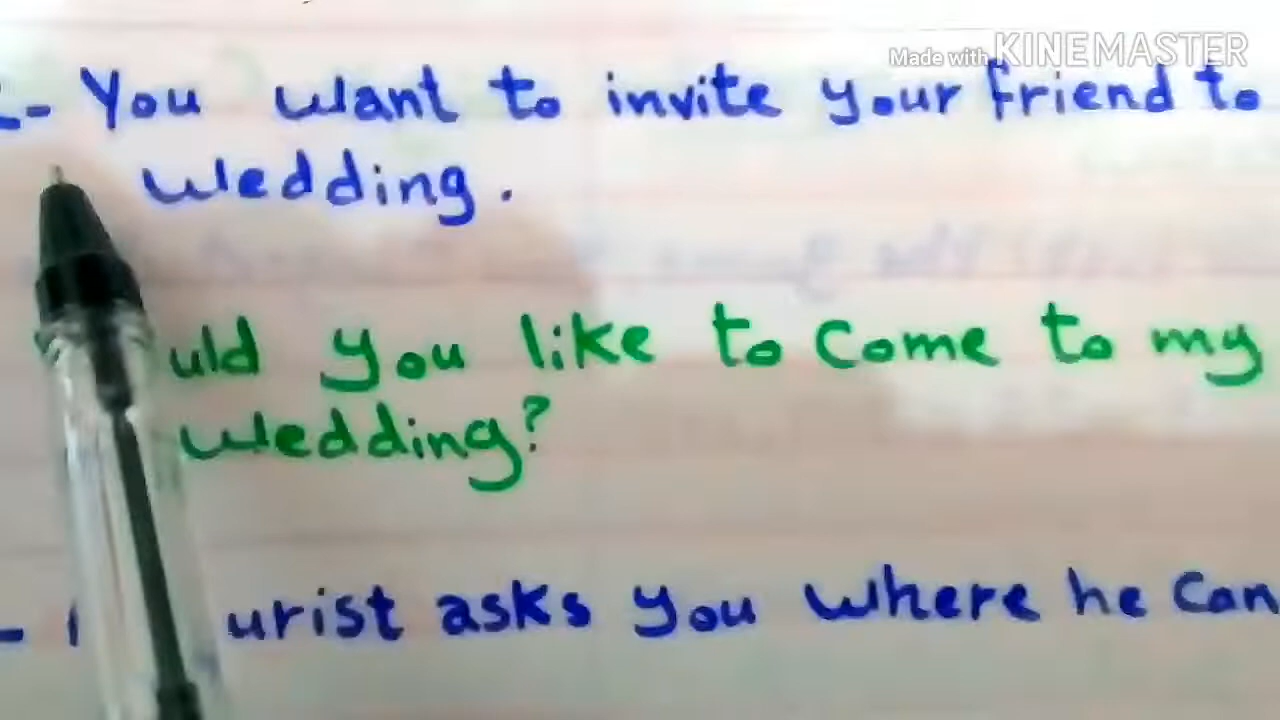 Made with KINEMASTER
- You want to invite your friend to
wedding.
uld you like to come to my
wedding?
- urist asks you where he can